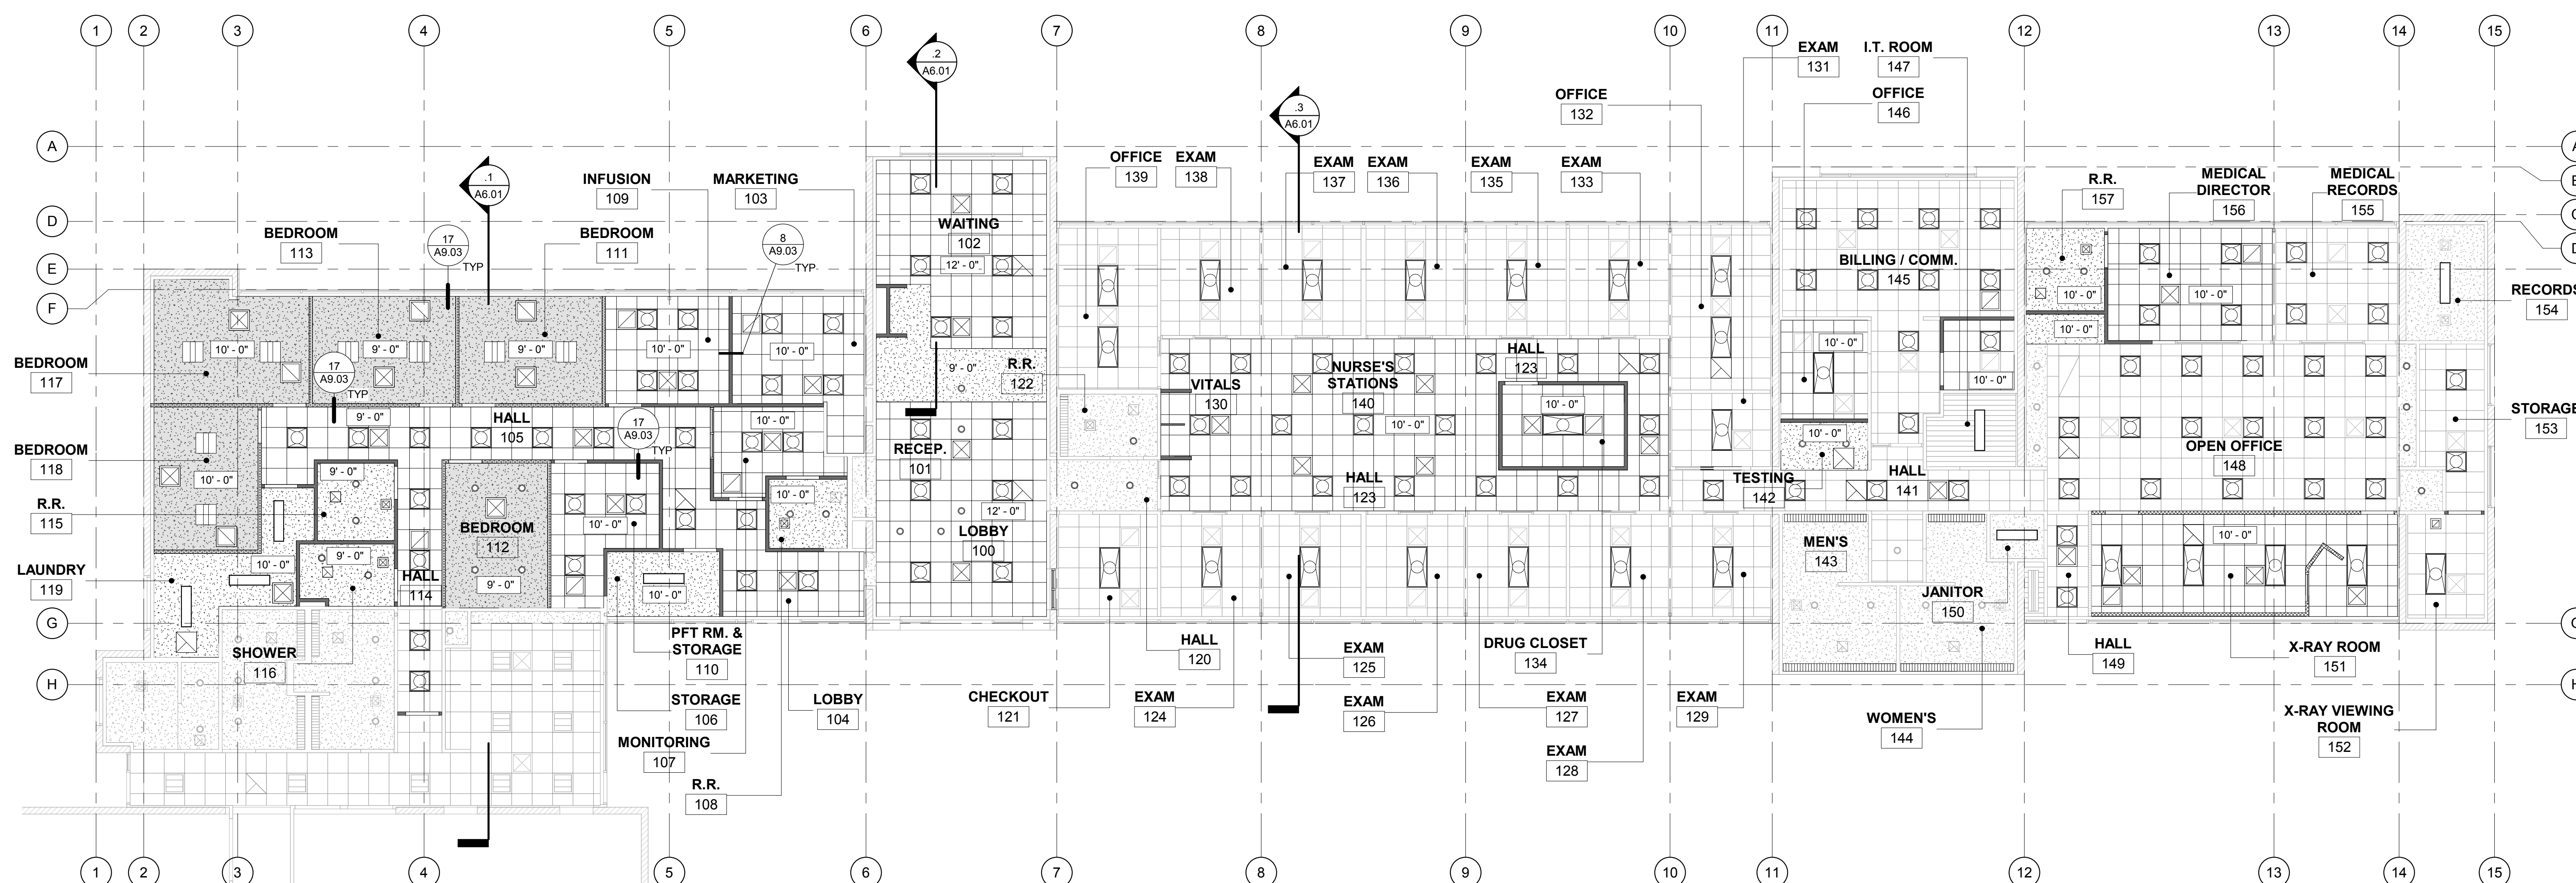 1
2
3
4
5
6
7
8
9
10
11
12
13
14
15
.2
A6.01
EXAM
131
I.T. ROOM
147
OFFICE
132
OFFICE
146
.3
A6.01
A
A
OFFICE
139
EXAM
138
EXAM
137
EXAM
136
EXAM
135
EXAM
133
.1
A6.01
INFUSION
109
MARKETING
103
R.R.
157
MEDICAL
DIRECTOR
156
MEDICAL
RECORDS
155
D
WAITING
102
12' - 0"
BEDROOM
113
17
A9.03
TYP
BEDROOM
111
8
A9.03
TYP
E
F
BILLING / COMM.
145
RECORDS
154
10' - 0"
10' - 0"
10' - 0"
10' - 0"
9' - 0"
9' - 0"
10' - 0"
10' - 0"
BEDROOM
117
17
A9.03
TYP
9' - 0"
R.R.
122
VITALS
130
NURSE'S
STATIONS
140
10' - 0"
HALL
123
10' - 0"
10' - 0"
10' - 0"
STORAGE
153
9' - 0"
HALL
105
17
A9.03
TYP
10' - 0"
RECEP.
101
10' - 0"
OPEN OFFICE
148
BEDROOM
118
10' - 0"
9' - 0"
HALL
123
TESTING
142
HALL
141
R.R.
115
BEDROOM
112
9' - 0"
10' - 0"
10' - 0"
12' - 0"
LOBBY
100
MEN'S
143
10' - 0"
LAUNDRY
119
10' - 0"
9' - 0"
HALL
114
10' - 0"
JANITOR
150
G
SHOWER
116
PFT RM. &
STORAGE
110
HALL
120
EXAM
125
DRUG CLOSET
134
HALL
149
X-RAY ROOM
151
H
STORAGE
106
LOBBY
104
CHECKOUT
121
EXAM
124
EXAM
126
EXAM
127
EXAM
129
WOMEN'S
144
X-RAY VIEWING
ROOM
152
MONITORING
107
EXAM
128
R.R.
108
1
2
3
4
5
6
7
8
9
10
11
12
13
14
15